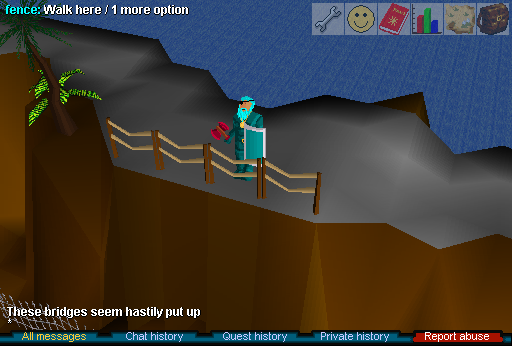 fence: Walk here / 1 more option
These bridges seem hastily put up
*
All messages
Chat history
Quest history
Private history
Report abuse